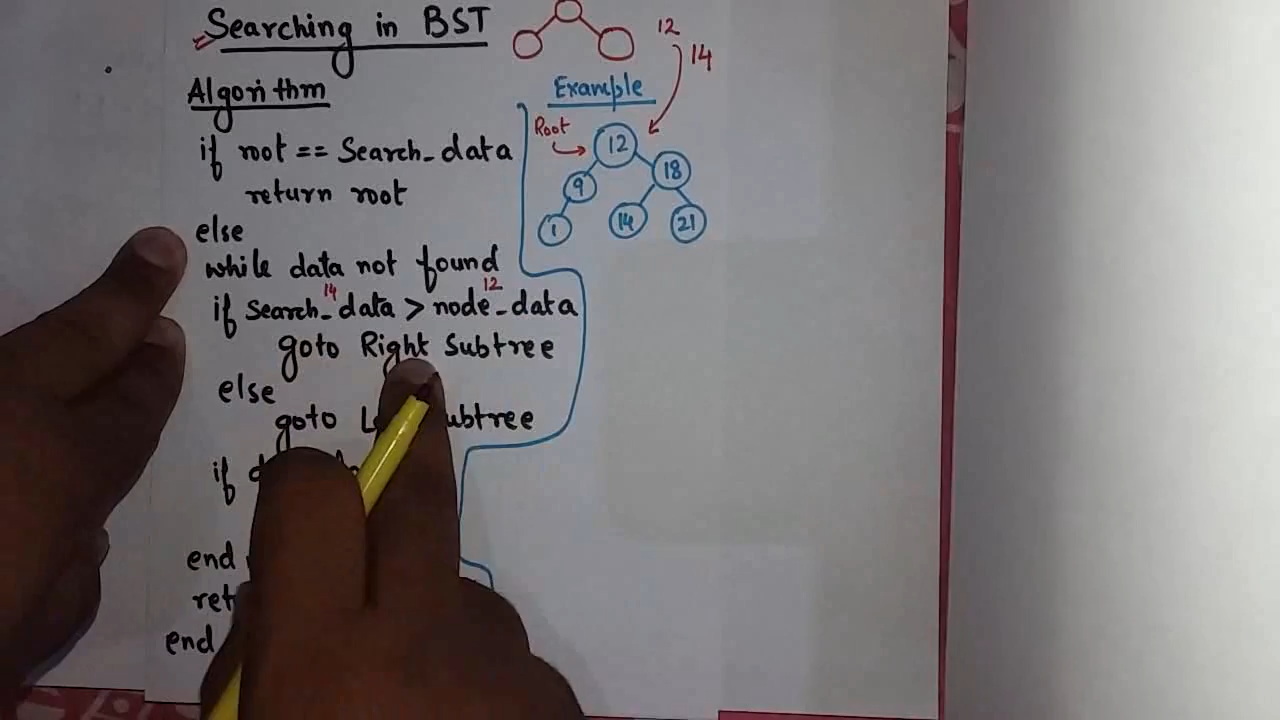 Searching in BST
12
14
Algorithm
if root == Search_data
return root
else
while data not found
14 12
if Search_data > node_data
goto Right Subtree
else
goto ubtree
if
end
end
Example
Root
12
9 18
1 14 21